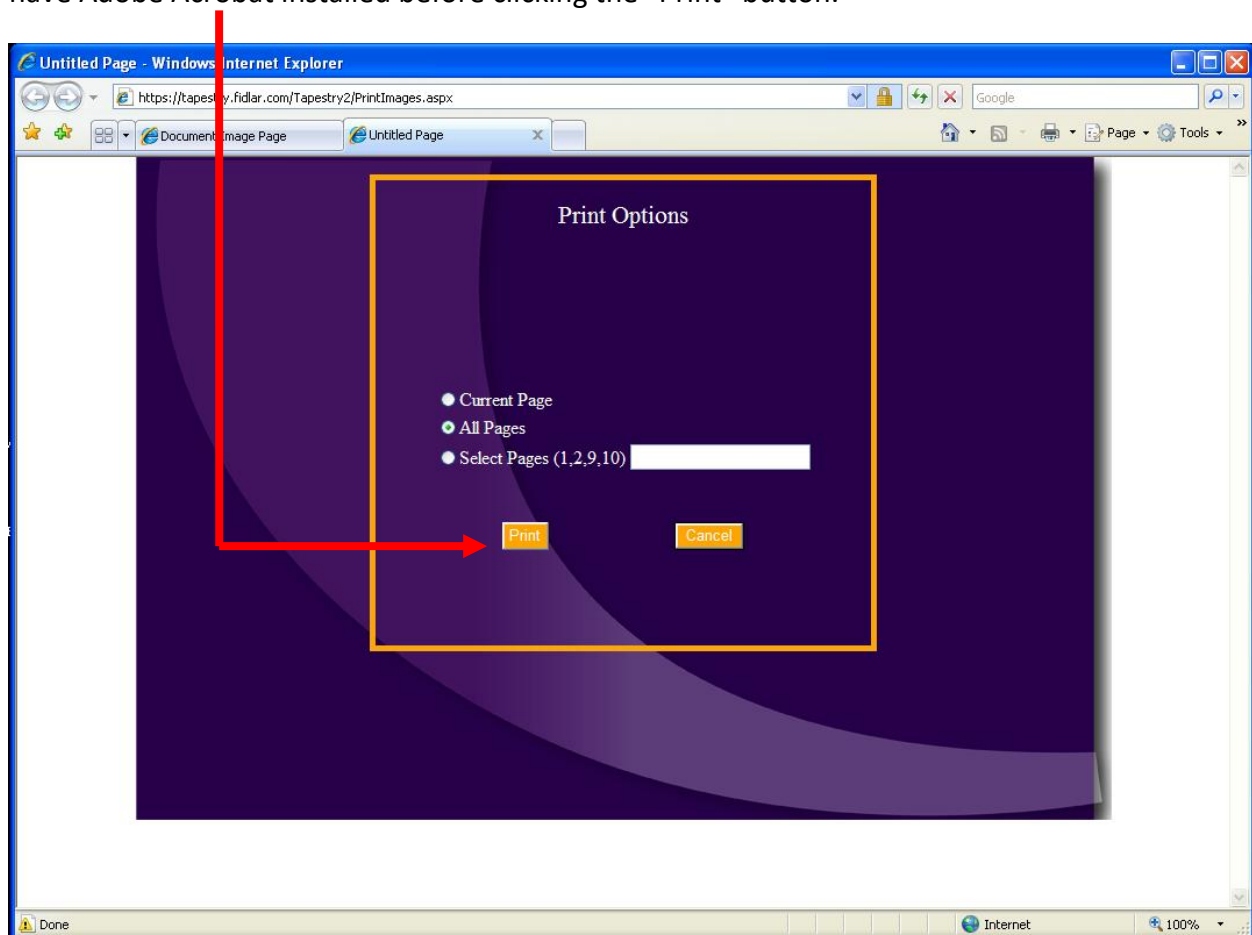 have Adobe Acrobat installed before clicking the "Print" button.
Untitled Page - Windows Internet Explorer
https://tapestry.fidlar.com/Tapestry2/PrintImages.aspx
Google
Document Image Page
Untitled Page
Page
Tools
Print Options
Current Page
All Pages
Select Pages (1,2,9,10)
Print
Cancel
Done
Internet
100%